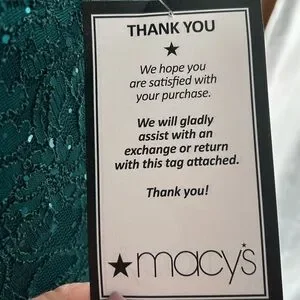 THANK YOU
We hope you
are satisfied with
your purchase.
We will gladly
assist with an
exchange or return
with this tag attached.
Thank you!
macy's